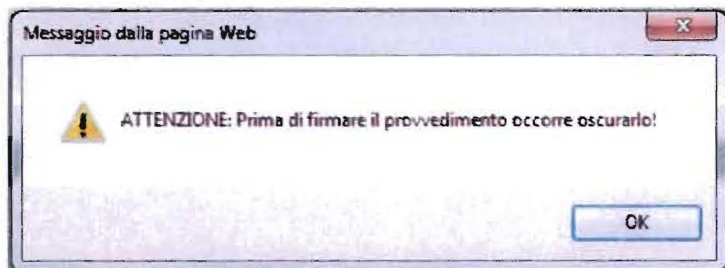 Messaggio dalla pagina Web
ATTENZIONE: Prima di firmare il provvedimento occorre oscurarlo!
OK